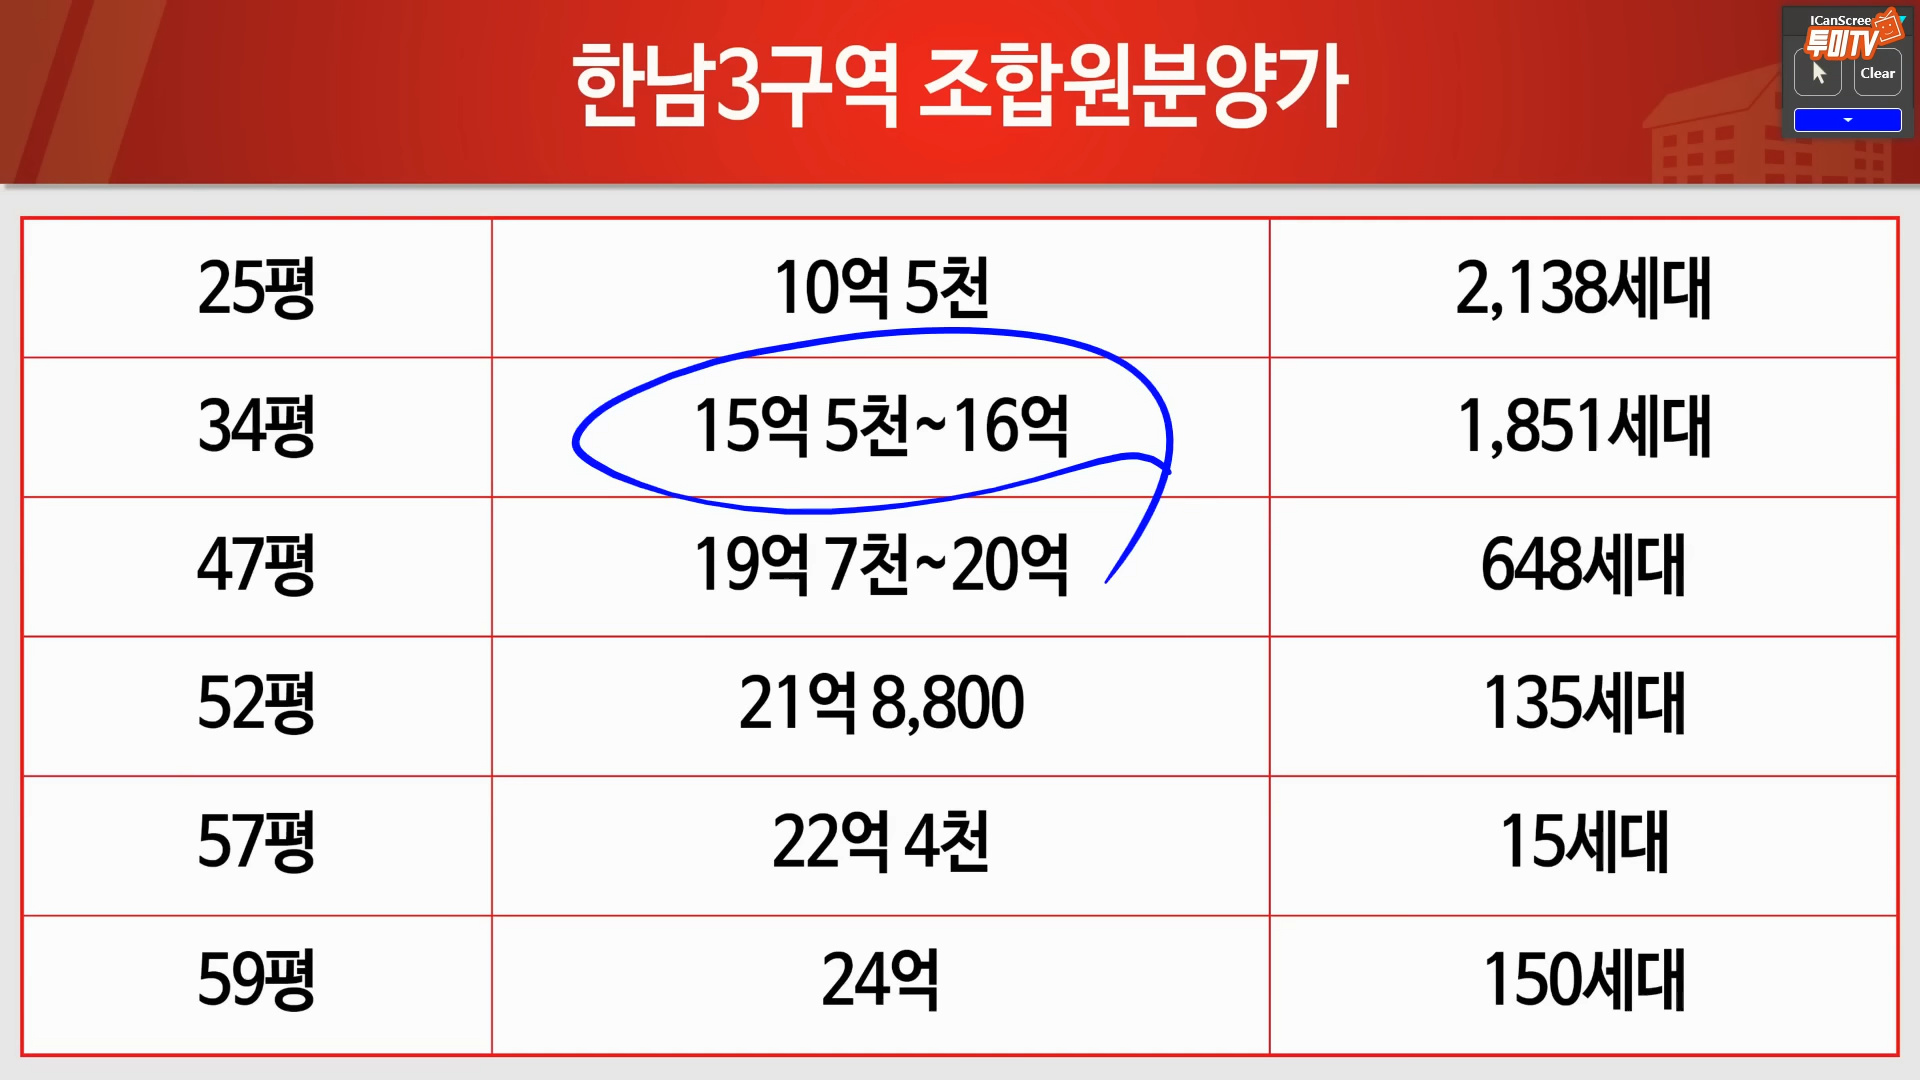 한남3구역 조합원분양가
ICanScree
투미TV
Clear
25평 10억 5천 2,138세대
34평 15억 5천~16억 1,851세대
47평 19억 7천~20억 648세대
52평 21억 8,800 135세대
57평 22억 4천 15세대
59평 24억 150세대